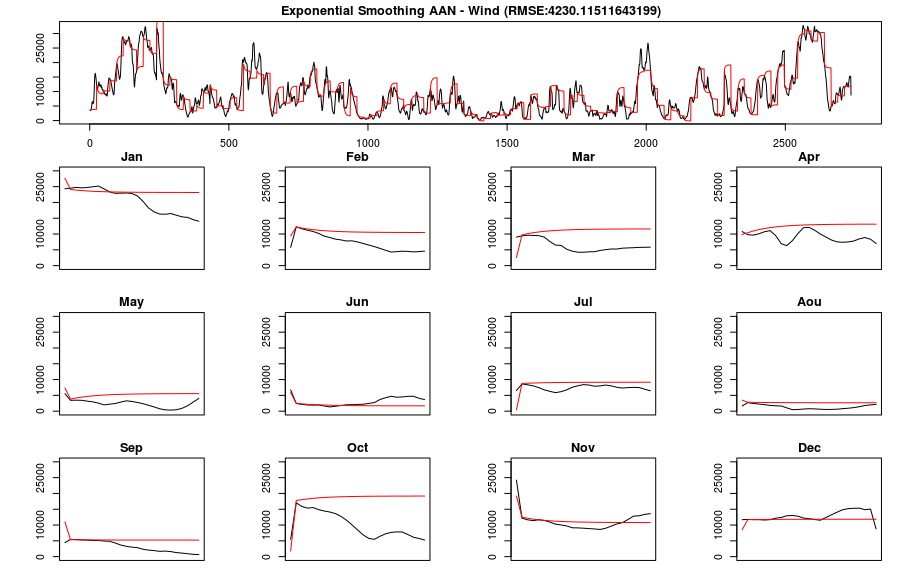 Exponential Smoothing AAN - Wind (RMSE:4230.11511643199)
0 10000 25000
0 500 1000 1500 2000 2500
Jan Feb Mar Apr
0 10000 25000 0 10000 25000 0 10000 25000 0 10000 25000
May Jun Jul Aou
0 10000 25000 0 10000 25000 0 10000 25000 0 10000 25000
Sep Oct Nov Dec
0 10000 25000 0 10000 25000 0 10000 25000 0 10000 25000